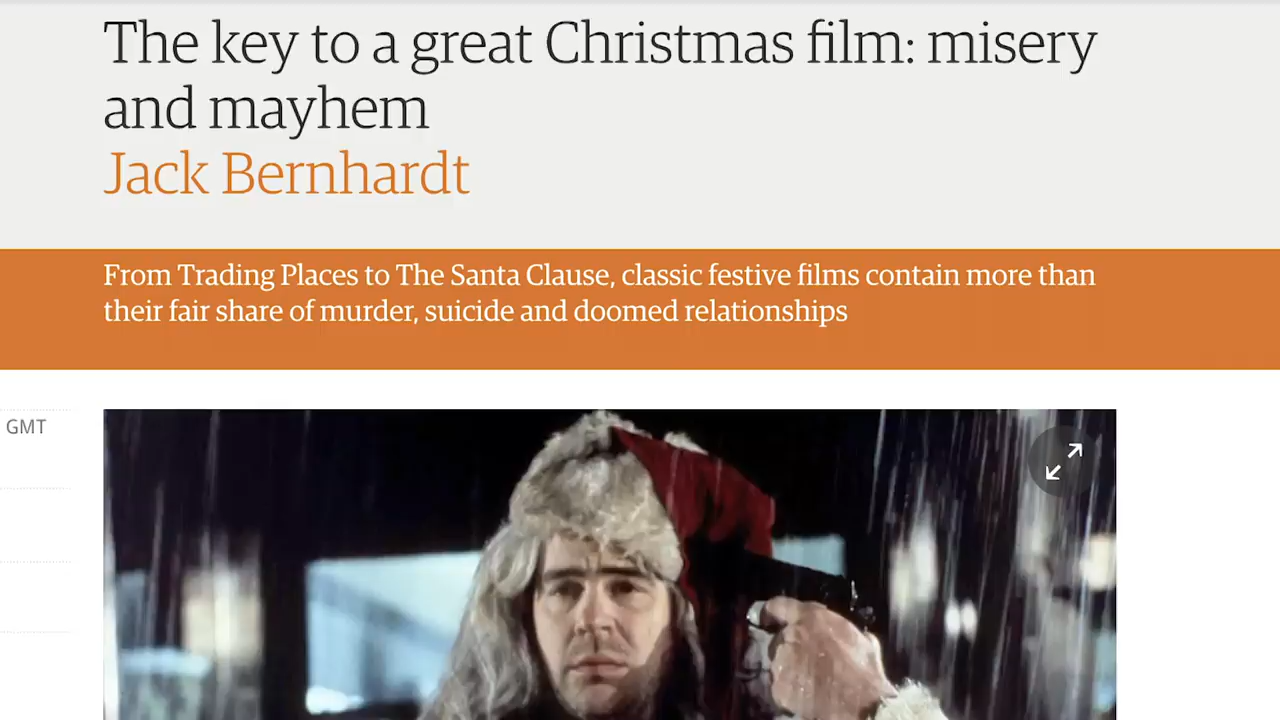 The key to a great Christmas film: misery
and mayhem
Jack Bernhardt
From Trading Places to The Santa Clause, classic festive films contain more than
their fair share of murder, suicide and doomed relationships
GMT